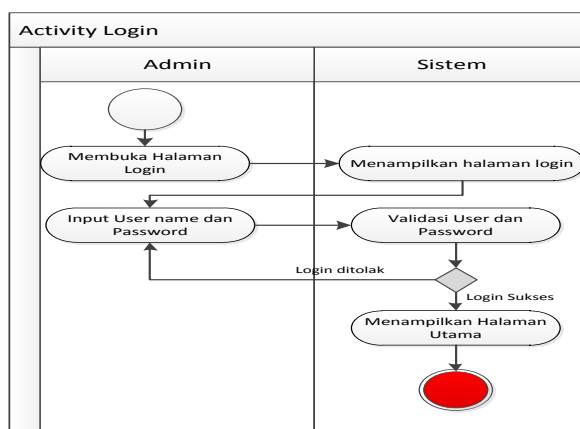 Activity Login
Admin
Sistem
Membuka Halaman
Login
Menampilkan halaman login
Input User name dan
Password
Validasi User dan
Password
Login ditolak
Login Sukses
Menampilkan Halaman
Utama